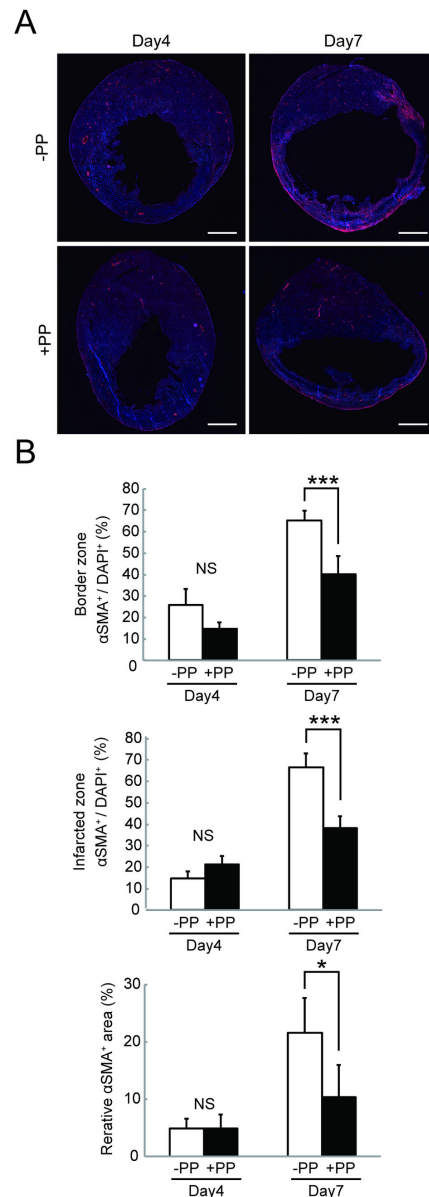 A
Day4 Day7
-PP
+PP
B
Border zone
αSMA⁺ / DAPI⁺ (%)
80
70
60
50
40
30
20
10
0
NS
***
-PP +PP -PP +PP
Day4 Day7
Infarcted zone
αSMA⁺ / DAPI⁺ (%)
80
70
60
50
40
30
20
10
0
NS
***
-PP +PP -PP +PP
Day4 Day7
Rerative αSMA⁺ area (%)
30
20
10
0
NS
*
-PP +PP -PP +PP
Day4 Day7